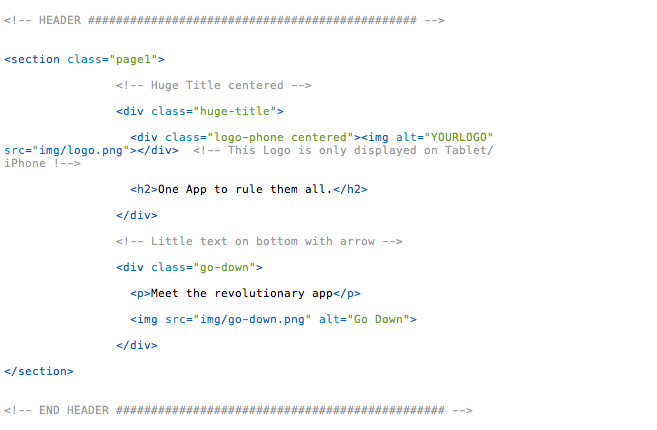 <!-- HEADER ############################################### -->
<section class="page1">
<!-- Huge Title centered -->
<div class="huge-title">
<div class="logo-phone centered"><img alt="YOURLOGO"
src="img/logo.png"></div>  <!-- This Logo is only displayed on Tablet/
iPhone !-->
<h2>One App to rule them all.</h2>
</div>
<!-- Little text on bottom with arrow -->
<div class="go-down">
<p>Meet the revolutionary app</p>
<img src="img/go-down.png" alt="Go Down">
</div>
</section>
<!-- END HEADER ############################################### -->